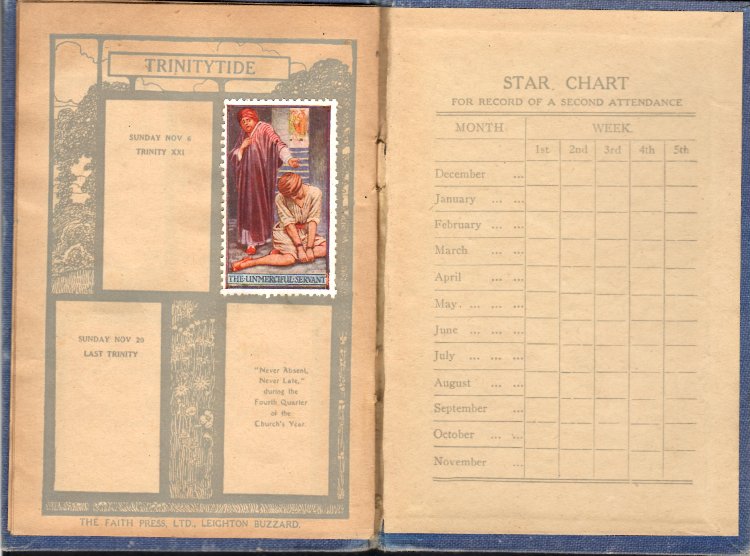 TRINITYTIDE
SUNDAY NOV 6
TRINITY XXI
THE UNMERCIFUL SERVANT
SUNDAY NOV 20
LAST TRINITY
"Never Absent,
Never Late,"
during the
Fourth Quarter
of the
Church's Year.
THE FAITH PRESS, LTD., LEIGHTON BUZZARD.
STAR CHART
FOR RECORD OF A SECOND ATTENDANCE
MONTH WEEK.
1st 2nd 3rd 4th 5th
December ...
January ... ...
February ... ...
March ...
April ...
May. ... ... ...
June ... ... ...
July ... ... ...
August ... ...
September ...
October ... ...
November ... ...